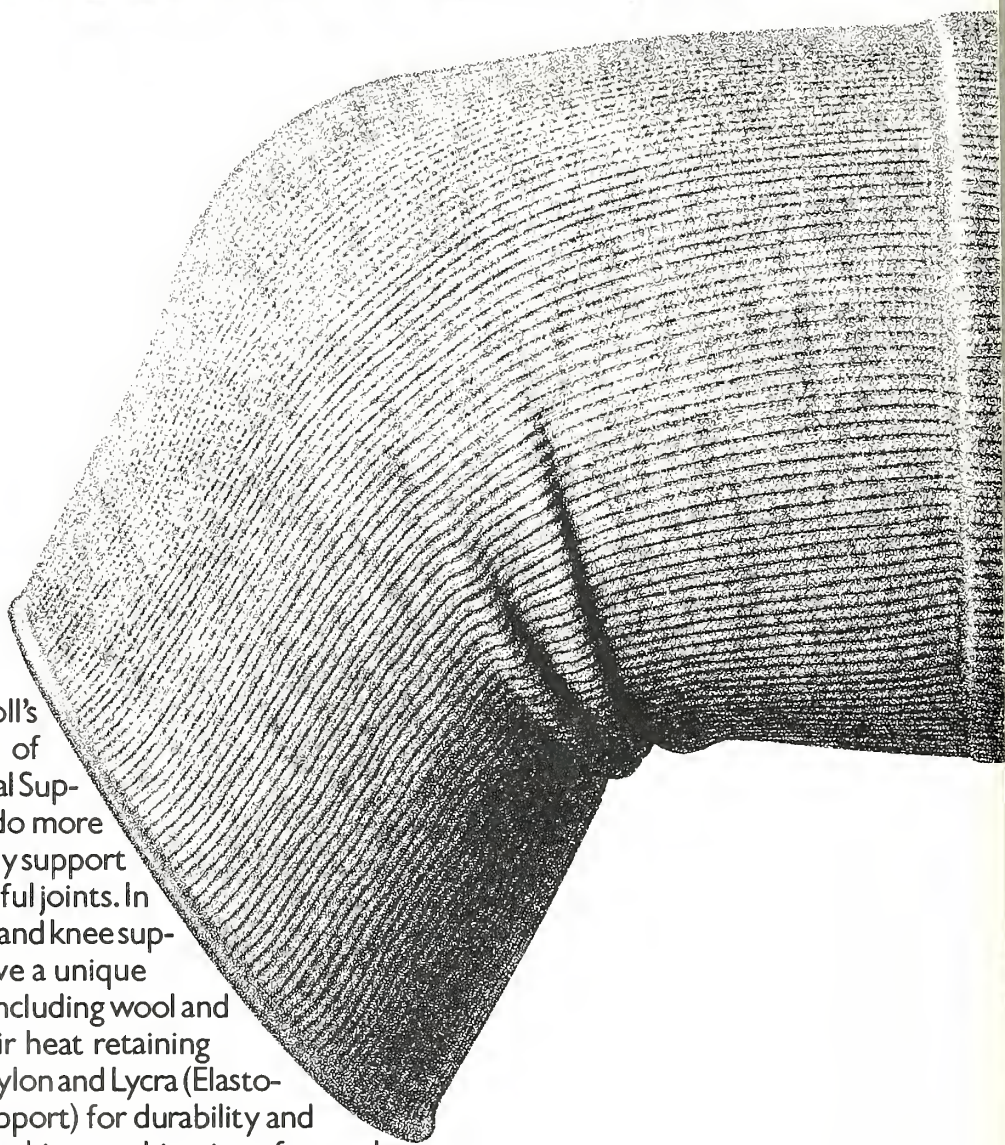 oll's
of
al Sup-
do more
y support
ful joints. In
and knee sup-
ve a unique
ncluding wool and
ir heat retaining
ylon and Lycra (Elasto-
pport) for durability and